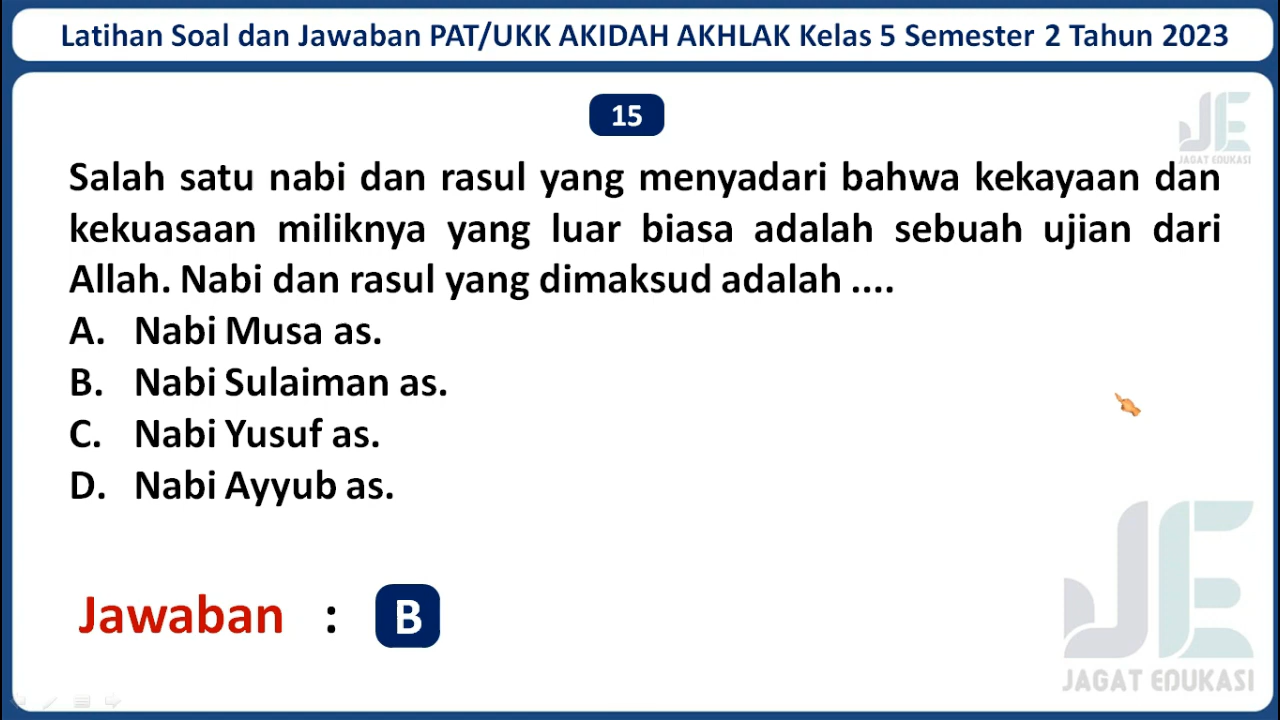 Latihan Soal dan Jawaban PAT/UKK AKIDAH AKHLAK Kelas 5 Semester 2 Tahun 2023
15
JE
JAGAT EDUKASI
Salah satu nabi dan rasul yang menyadari bahwa kekayaan dan
kekuasaan miliknya yang luar biasa adalah sebuah ujian dari
Allah. Nabi dan rasul yang dimaksud adalah ....
A. Nabi Musa as.
B. Nabi Sulaiman as.
C. Nabi Yusuf as.
D. Nabi Ayyub as.
Jawaban : B
JE
JAGAT EDUKASI